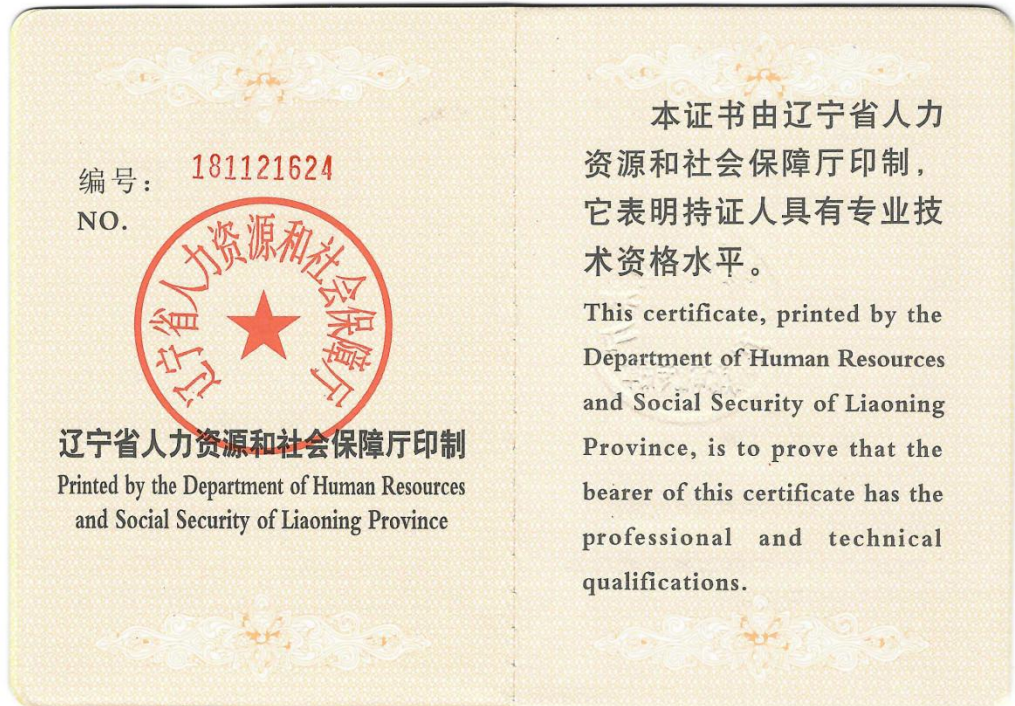 编号：
181121624
NO.
辽宁省人力资源和社会保障厅
辽宁省人力资源和社会保障厅印制
Printed by the Department of Human Resources
and Social Security of Liaoning Province
本证书由辽宁省人力
资源和社会保障厅印制，
它表明持证人具有专业技
术资格水平。
This certificate, printed by the
Department of Human Resources
and Social Security of Liaoning
Province, is to prove that the
bearer of this certificate has the
professional and technical
qualifications.